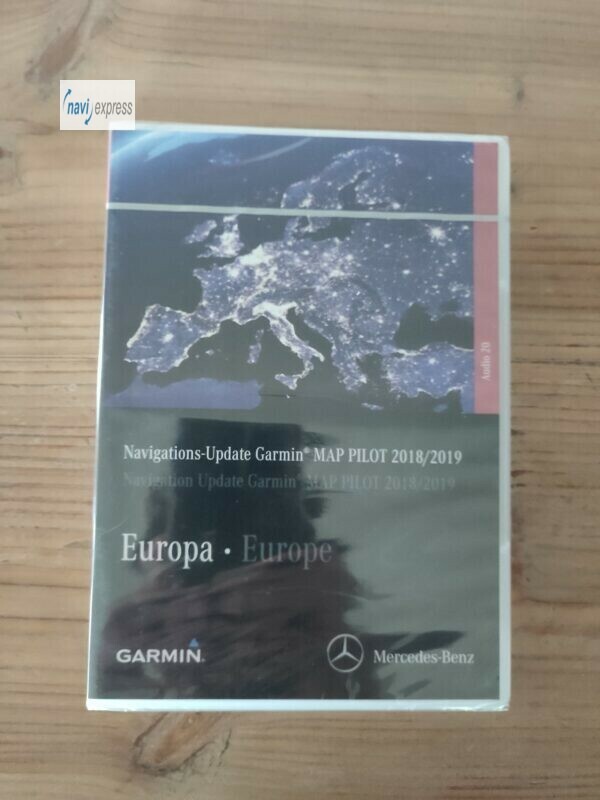 navi express
Audio 20
Navigations-Update Garmin® MAP PILOT 2018/2019
Navigation Update Garmin® MAP PILOT 2018/2019
Europa · Europe
GARMIN®
Mercedes-Benz